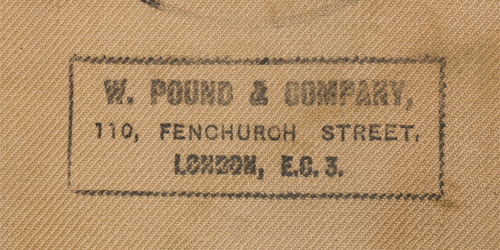 W. POUND & COMPANY,
110, FENCHURCH STREET,
LONDON, E.C. 3.